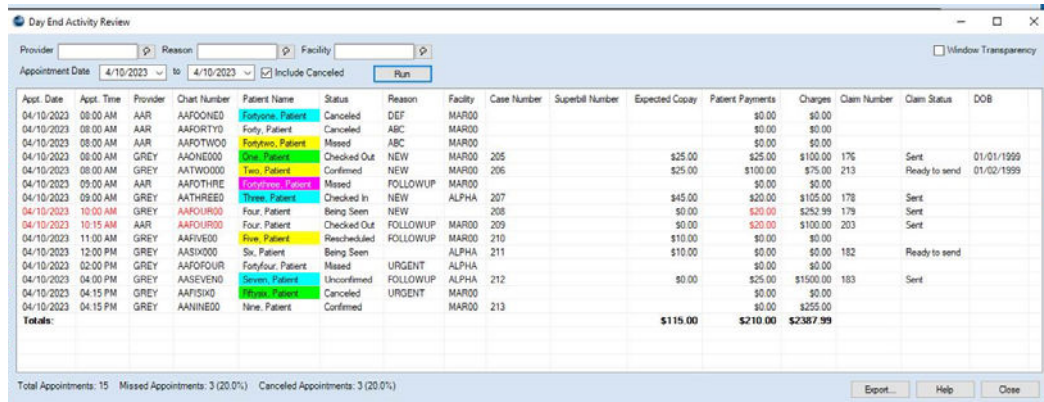 Day End Activity Review
Provider Reason Facility Window Transparency
Appointment Date 4/10/2023 to 4/10/2023 Include Canceled Run
Appt. Date Appt. Time Provider Chart Number Patient Name Status Reason Facility Case Number Superbill Number Expected Copay Patient Payments Charges Claim Number Claim Status DOB
04/10/2023 08:00 AM AAR AAFOONE0 Fortyone, Patient Canceled DEF MAR00 $0.00 $0.00
04/10/2023 08:00 AM AAR AAFORTY0 Forty, Patient Canceled ABC MAR00 $0.00 $0.00
04/10/2023 08:00 AM AAR AAFOTWO0 Fortytwo, Patient Missed ABC MAR00 $0.00 $0.00
04/10/2023 08:00 AM GREY AAONE000 One, Patient Checked Out NEW MAR00 205 $25.00 $25.00 $100.00 176 Sent 01/01/1999
04/10/2023 08:00 AM GREY AATWO000 Two, Patient Confirmed NEW MAR00 206 $25.00 $100.00 $75.00 213 Ready to send 01/02/1999
04/10/2023 09:00 AM AAR AAFOTHRE Fortythree, Patient Missed FOLLOWUP MAR00 $0.00 $0.00
04/10/2023 09:00 AM GREY AATHREE0 Three, Patient Checked In NEW ALPHA 207 $45.00 $20.00 $105.00 178 Sent
04/10/2023 10:00 AM GREY AAFOUR00 Four, Patient Being Seen NEW 208 $0.00 $20.00 $252.99 179 Sent
04/10/2023 10:15 AM AAR AAFOUR00 Four, Patient Checked Out FOLLOWUP MAR00 209 $0.00 $20.00 $100.00 203 Sent
04/10/2023 11:00 AM GREY AAFIVE00 Five, Patient Rescheduled FOLLOWUP MAR00 210 $10.00 $0.00 $0.00
04/10/2023 12:00 PM GREY AASIX000 Six, Patient Being Seen ALPHA 211 $10.00 $0.00 $0.00 182 Ready to send
04/10/2023 02:00 PM GREY AAFOFOUR Fortyfour, Patient Missed URGENT ALPHA $0.00 $0.00
04/10/2023 04:00 PM GREY AASEVEN0 Seven, Patient Unconfirmed FOLLOWUP ALPHA 212 $0.00 $25.00 $1500.00 183 Sent
04/10/2023 04:15 PM GREY AAFISIX0 Fiftysix, Patient Canceled URGENT MAR00 $0.00 $0.00
04/10/2023 04:15 PM GREY AANINE00 Nine, Patient Confirmed MAR00 213 $0.00 $255.00
Totals: $115.00 $210.00 $2387.99
Total Appointments: 15 Missed Appointments: 3 (20.0%) Canceled Appointments: 3 (20.0%) Export... Help Close